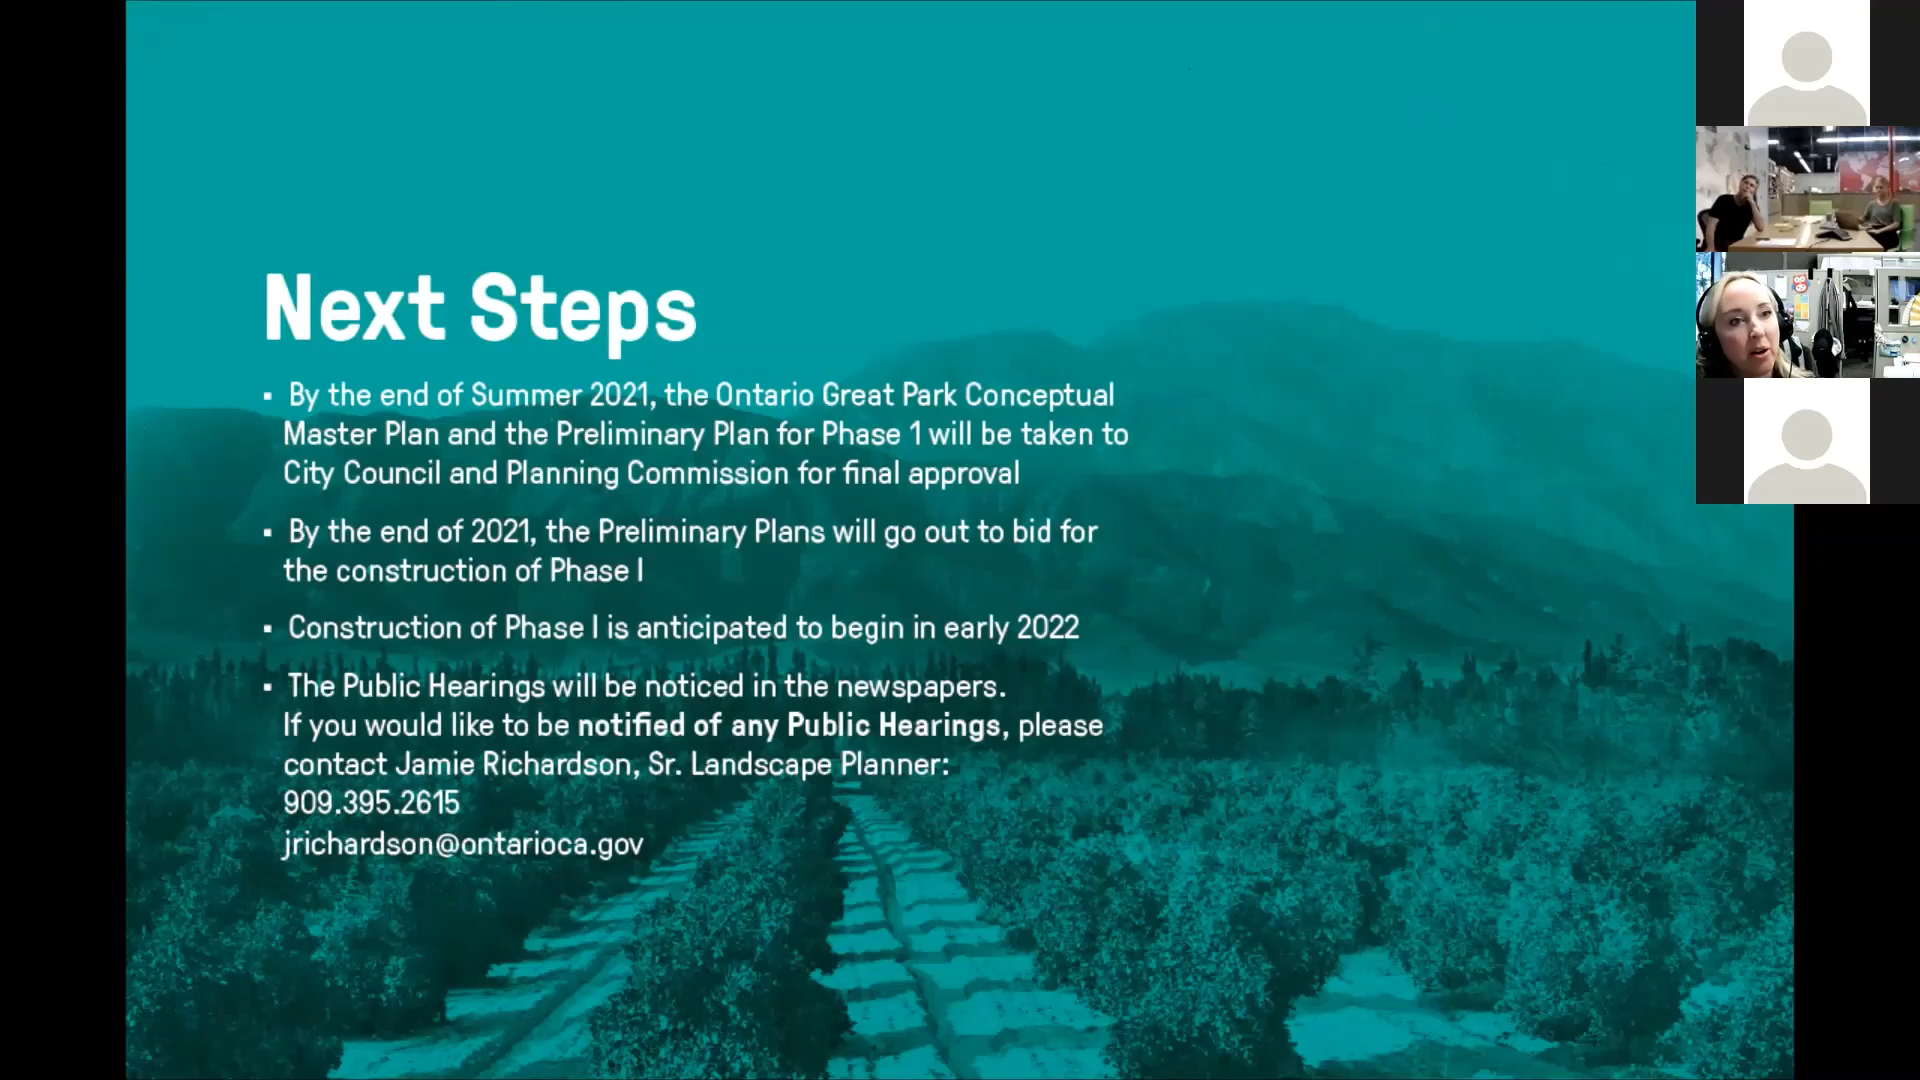 Next Steps
▪ By the end of Summer 2021, the Ontario Great Park Conceptual
Master Plan and the Preliminary Plan for Phase 1 will be taken to
City Council and Planning Commission for final approval
▪ By the end of 2021, the Preliminary Plans will go out to bid for
the construction of Phase I
▪ Construction of Phase I is anticipated to begin in early 2022
▪ The Public Hearings will be noticed in the newspapers.
If you would like to be notified of any Public Hearings, please
contact Jamie Richardson, Sr. Landscape Planner:
909.395.2615
jrichardson@ontarioca.gov